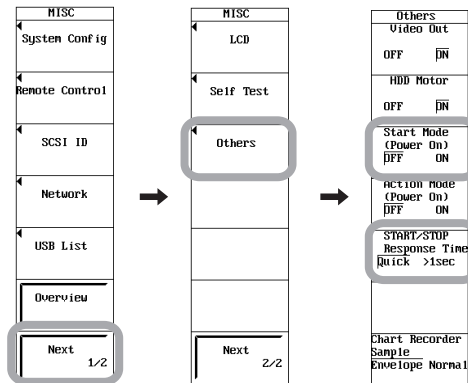 MISC
System Config
Remote Control
SCSI ID
Network
USB List
Overview
Next
1/2
MISC
LCD
Self Test
Others
Next
2/2
Others
Video Out
OFF ON
HDD Motor
OFF ON
Start Mode
(Power On)
OFF ON
Action Mode
(Power On)
OFF ON
START/STOP
Response Time
Quick >1sec
Chart Recorder
Sample
Envelope Normal